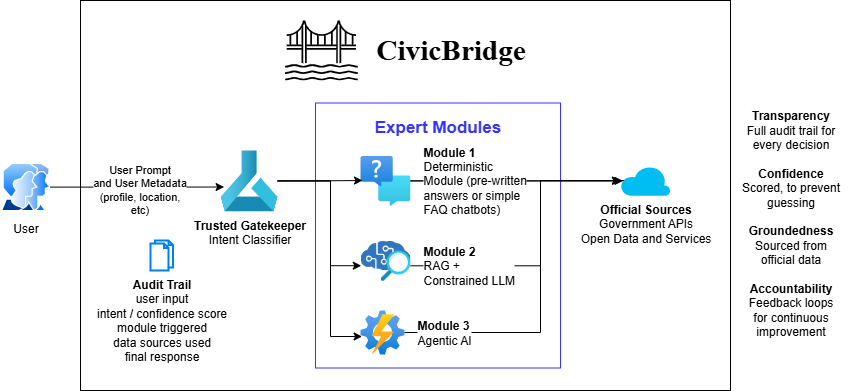 CivicBridge
Expert Modules
User
User Prompt
and User Metadata
(profile, location,
etc)
Trusted Gatekeeper
Intent Classifier
Audit Trail
user input
intent / confidence score
module triggered
data sources used
final response
Module 1
Deterministic
Module (pre-written
answers or simple
FAQ chatbots)
Module 2
RAG +
Constrained LLM
Module 3
Agentic AI
Official Sources
Government APIs
Open Data and Services
Transparency
Full audit trail for
every decision
Confidence
Scored, to prevent
guessing
Groundedness
Sourced from
official data
Accountability
Feedback loops
for continuous
improvement